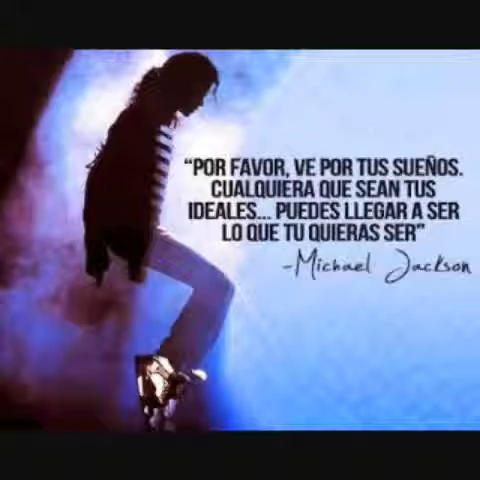 “POR FAVOR, VE POR TUS SUEÑOS.
CUALQUIERA QUE SEAN TUS
IDEALES... PUEDES LLEGAR A SER
LO QUE TU QUIERAS SER”
-Michael Jackson